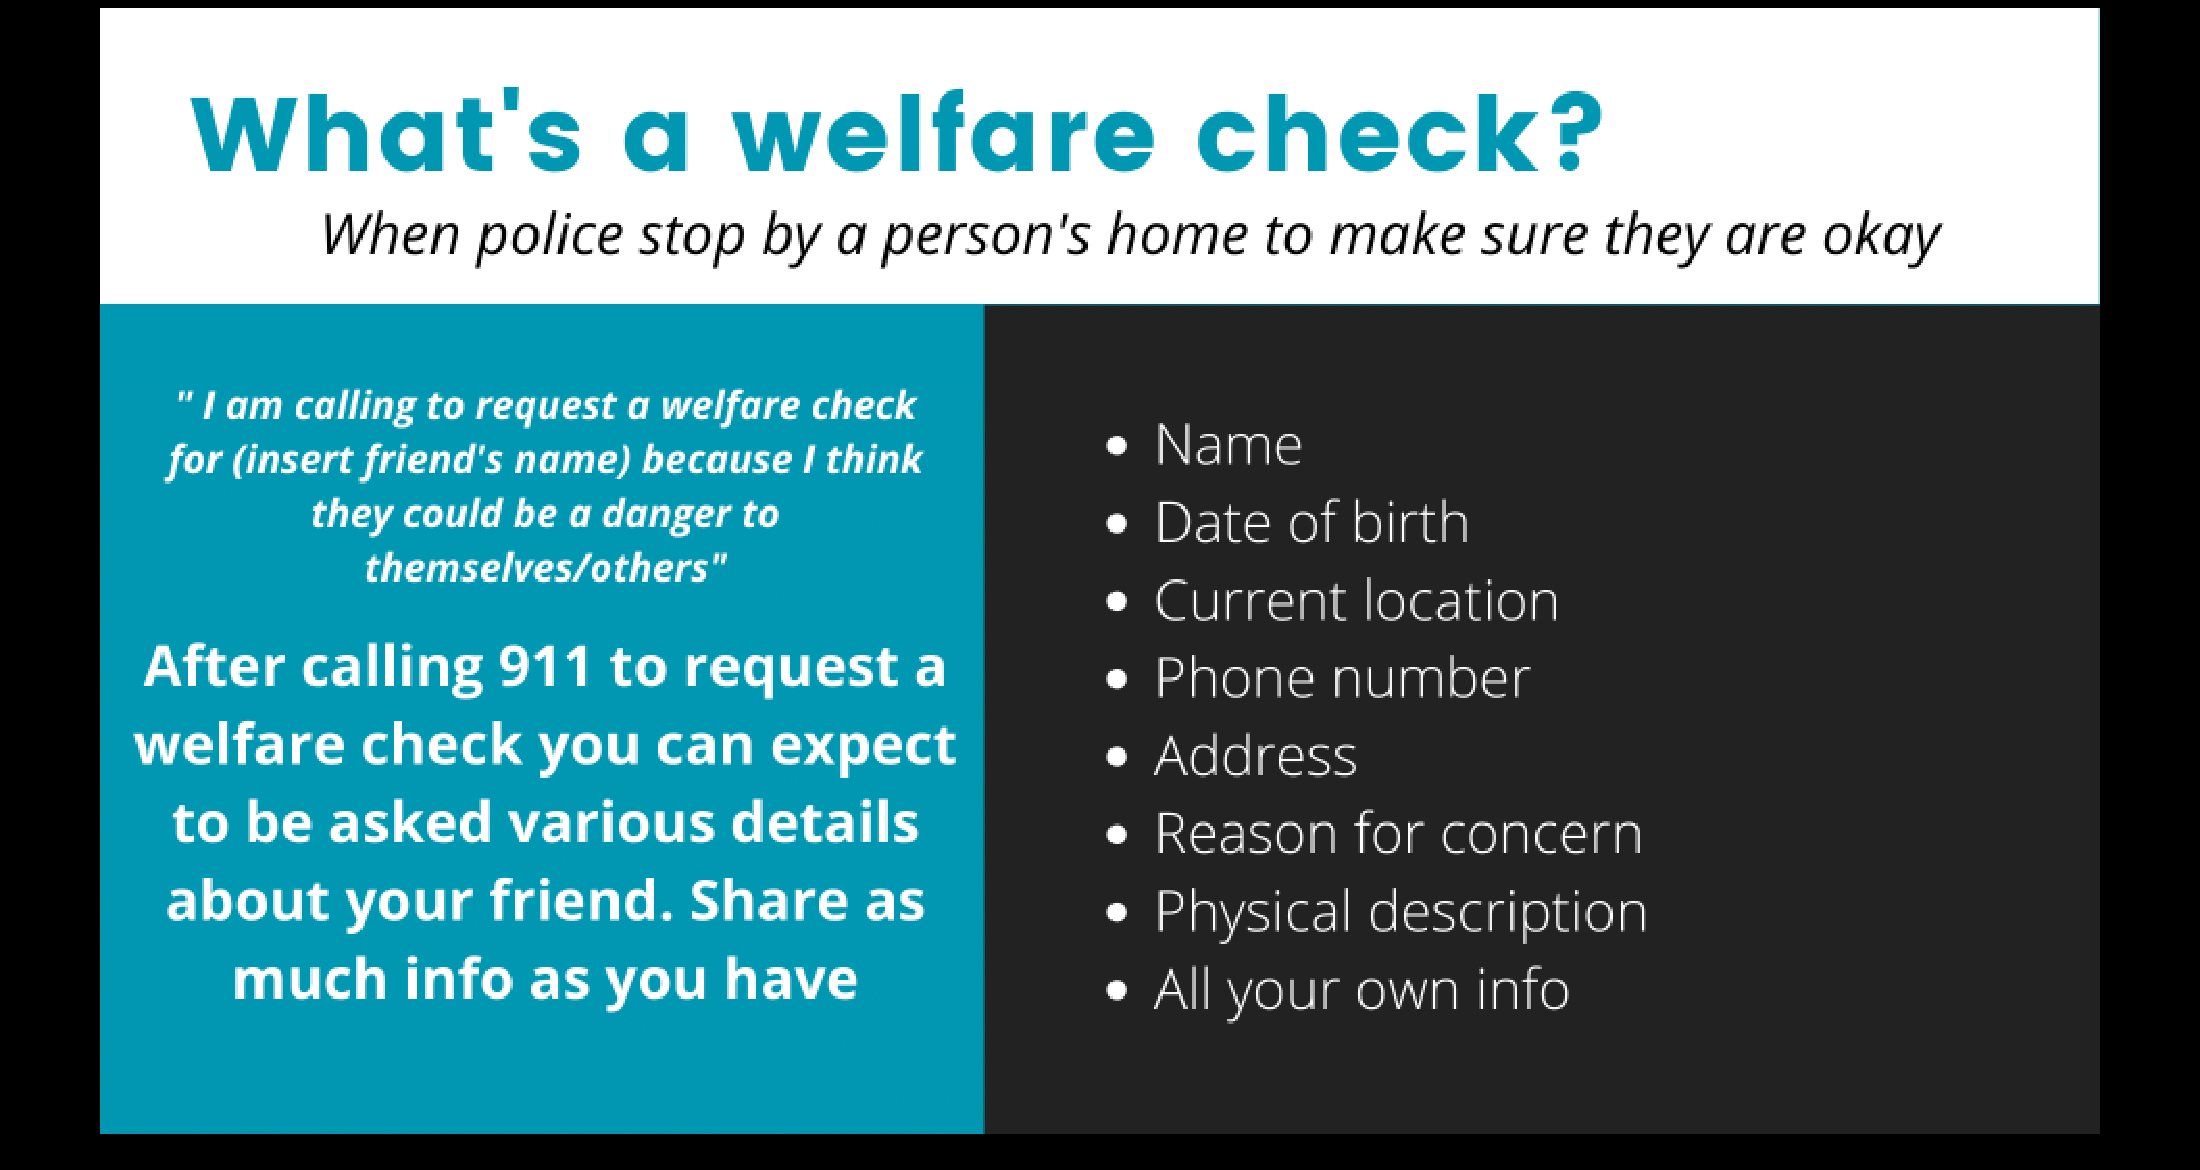 What's a welfare check?
When police stop by a person's home to make sure they are okay
" I am calling to request a welfare check
for (insert friend's name) because I think
they could be a danger to
themselves/others"
After calling 911 to request a
welfare check you can expect
to be asked various details
about your friend. Share as
much info as you have
• Name
• Date of birth
• Current location
• Phone number
• Address
• Reason for concern
• Physical description
• All your own info